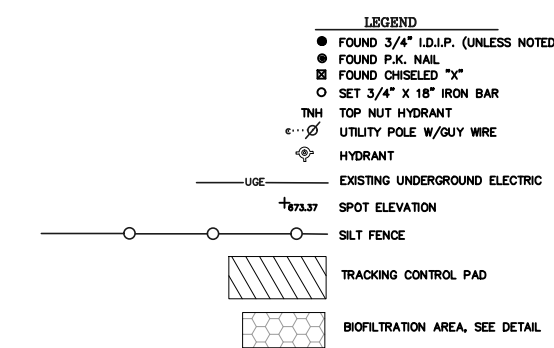 LEGEND
FOUND 3/4" I.D.I.P. (UNLESS NOTED
FOUND P.K. NAIL
FOUND CHISELED "X"
SET 3/4" X 18" IRON BAR
TNH TOP NUT HYDRANT
UTILITY POLE W/GUY WIRE
HYDRANT
UGE EXISTING UNDERGROUND ELECTRIC
673.37 SPOT ELEVATION
SILT FENCE
TRACKING CONTROL PAD
BIOFILTRATION AREA, SEE DETAIL